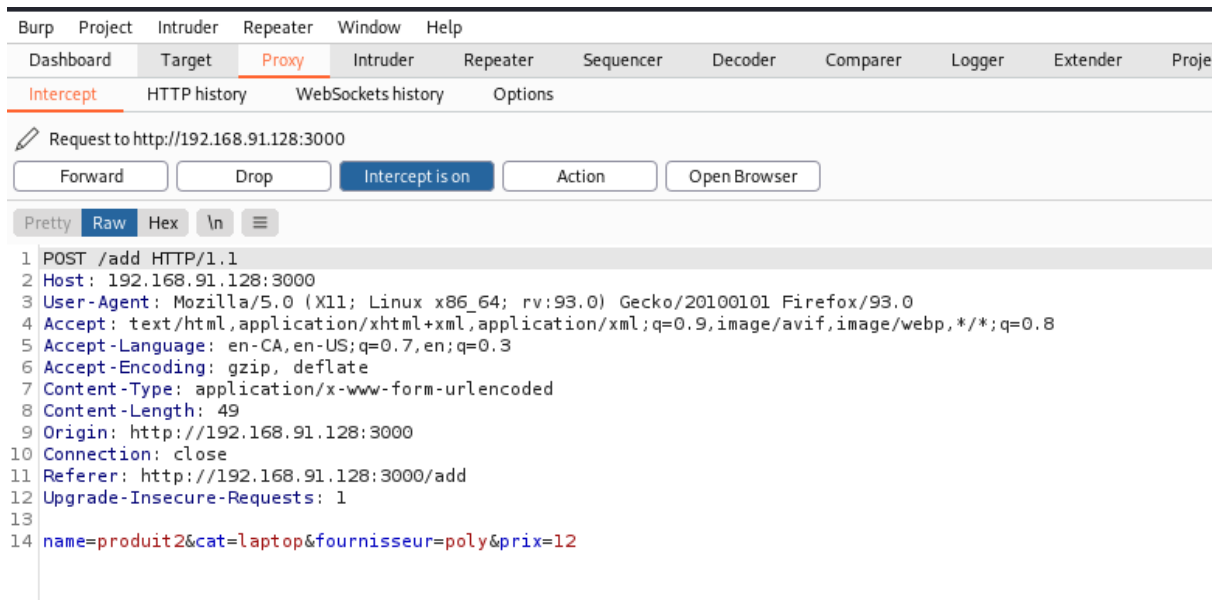 Burp Project Intruder Repeater Window Help
Dashboard Target Proxy Intruder Repeater Sequencer Decoder Comparer Logger Extender Proje
Intercept HTTP history WebSockets history Options
Request to http://192.168.91.128:3000
Forward Drop Intercept is on Action Open Browser
Pretty Raw Hex \n
1 POST /add HTTP/1.1
2 Host: 192.168.91.128:3000
3 User-Agent: Mozilla/5.0 (X11; Linux x86_64; rv:93.0) Gecko/20100101 Firefox/93.0
4 Accept: text/html,application/xhtml+xml,application/xml;q=0.9,image/avif,image/webp,*/*;q=0.8
5 Accept-Language: en-CA,en-US;q=0.7,en;q=0.3
6 Accept-Encoding: gzip, deflate
7 Content-Type: application/x-www-form-urlencoded
8 Content-Length: 49
9 Origin: http://192.168.91.128:3000
10 Connection: close
11 Referer: http://192.168.91.128:3000/add
12 Upgrade-Insecure-Requests: 1
13
14 name=produit2&cat=laptop&fournisseur=poly&prix=12